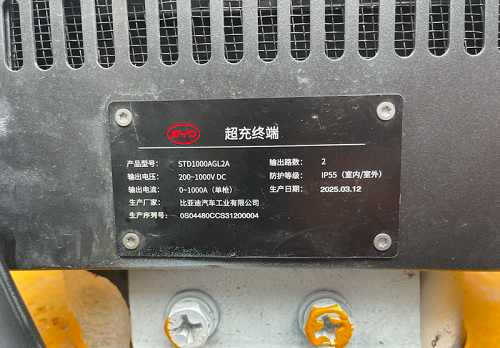 BYD 超充终端
产品型号: STD1000AGL2A 输出路数: 2
输出电压: 200~1000V DC 防护等级: IP55（室内/室外）
输出电流: 0~1000A（单枪） 生产日期: 2025.03.12
生产厂家: 比亚迪汽车工业有限公司
生产序列号: 0S04480CCS31200004